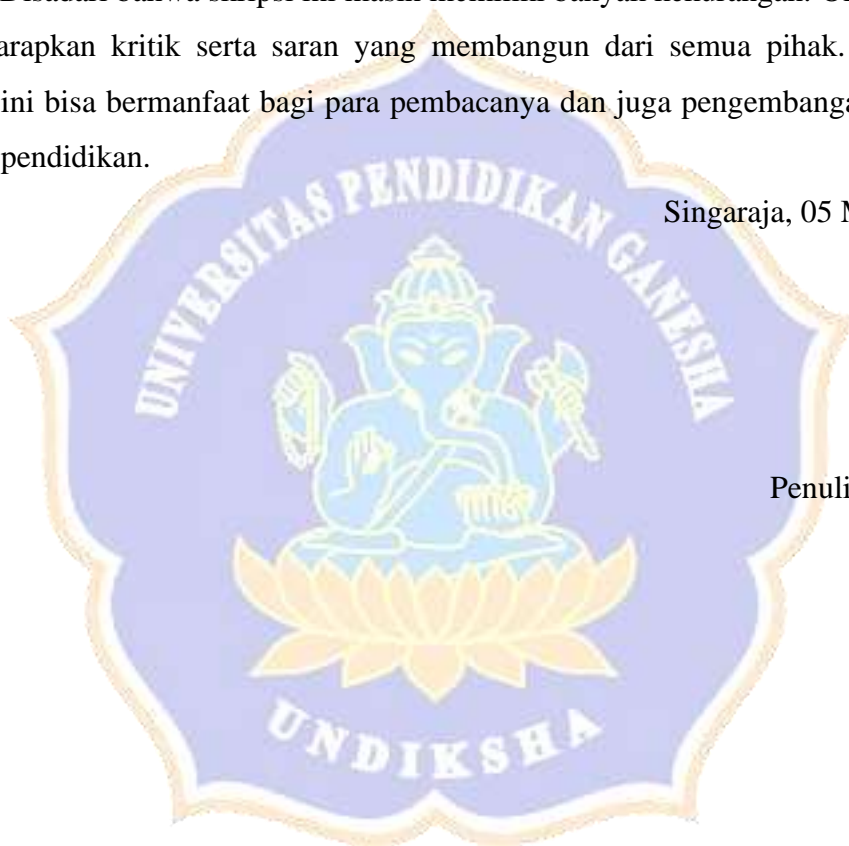 arapkan kritik serta saran yang membangun dari semua pihak.
ini bisa bermanfaat bagi para pembacanya dan juga pengembanga
pendidikan.
Singaraja, 05 M
Penuli
UNIVERSITAS PENDIDIKAN GANESHA
UNDIKSHA